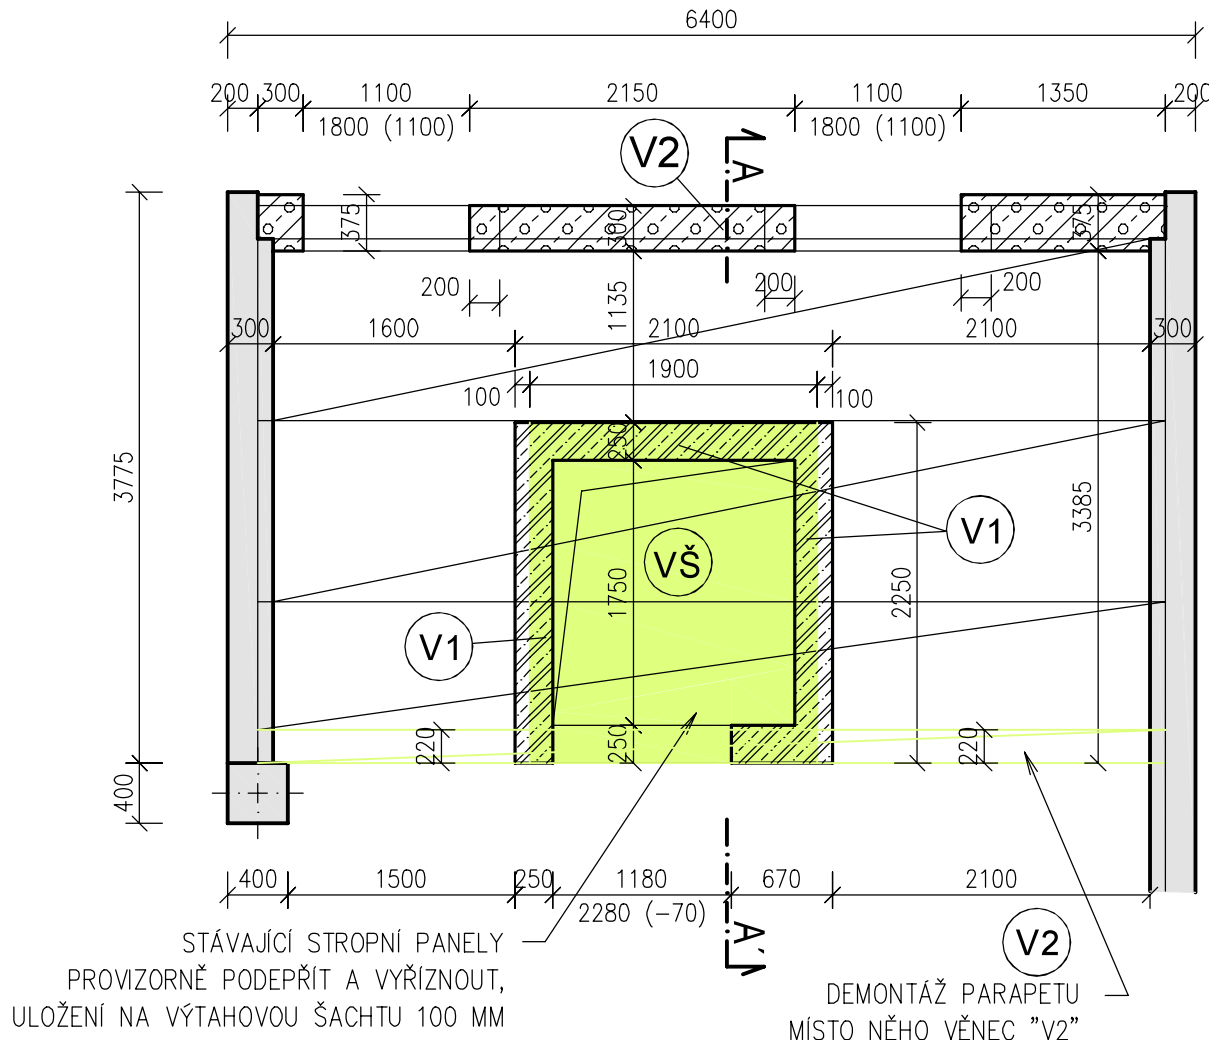 6400
200 300 1100 2150 1100 1350 200
1800 (1100) 1800 (1100)
V2 A
375 300 375
200 200 200
1135
300 1600 2100 2100 300
1900
100 100
250
3775 3385
V1
VŠ
1750 2250
V1
220 250 220
400
400 1500 250 1180 670 2100
2280 (–70)
A'
V2
STÁVAJÍCÍ STROPNÍ PANELY
PROVIZORNĚ PODEPŘÍT A VYŘÍZNOUT,
ULOŽENÍ NA VÝTAHOVOU ŠACHTU 100 MM
DEMONTÁŽ PARAPETU
MÍSTO NĚHO VĚNEC "V2"